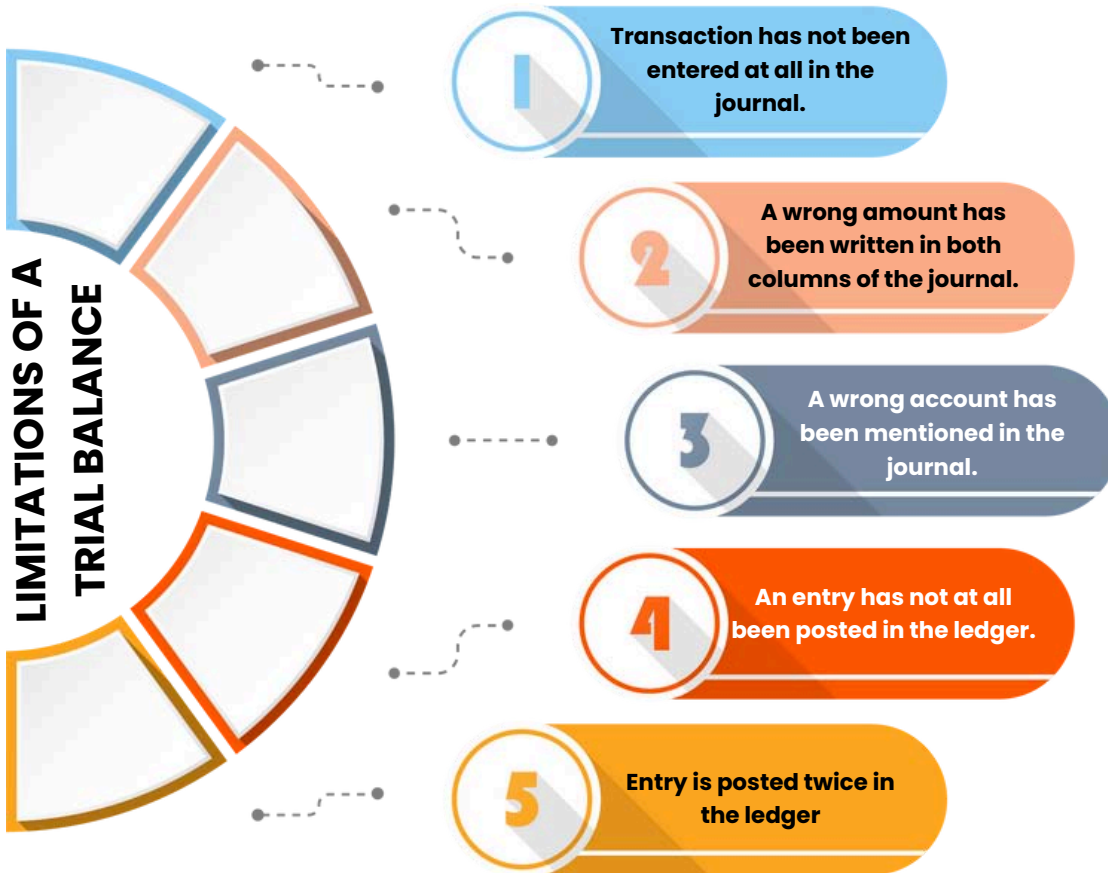 LIMITATIONS OF A
TRIAL BALANCE
1
Transaction has not been
entered at all in the
journal.
2
A wrong amount has
been written in both
columns of the journal.
3
A wrong account has
been mentioned in the
journal.
4
An entry has not at all
been posted in the ledger.
5
Entry is posted twice in
the ledger